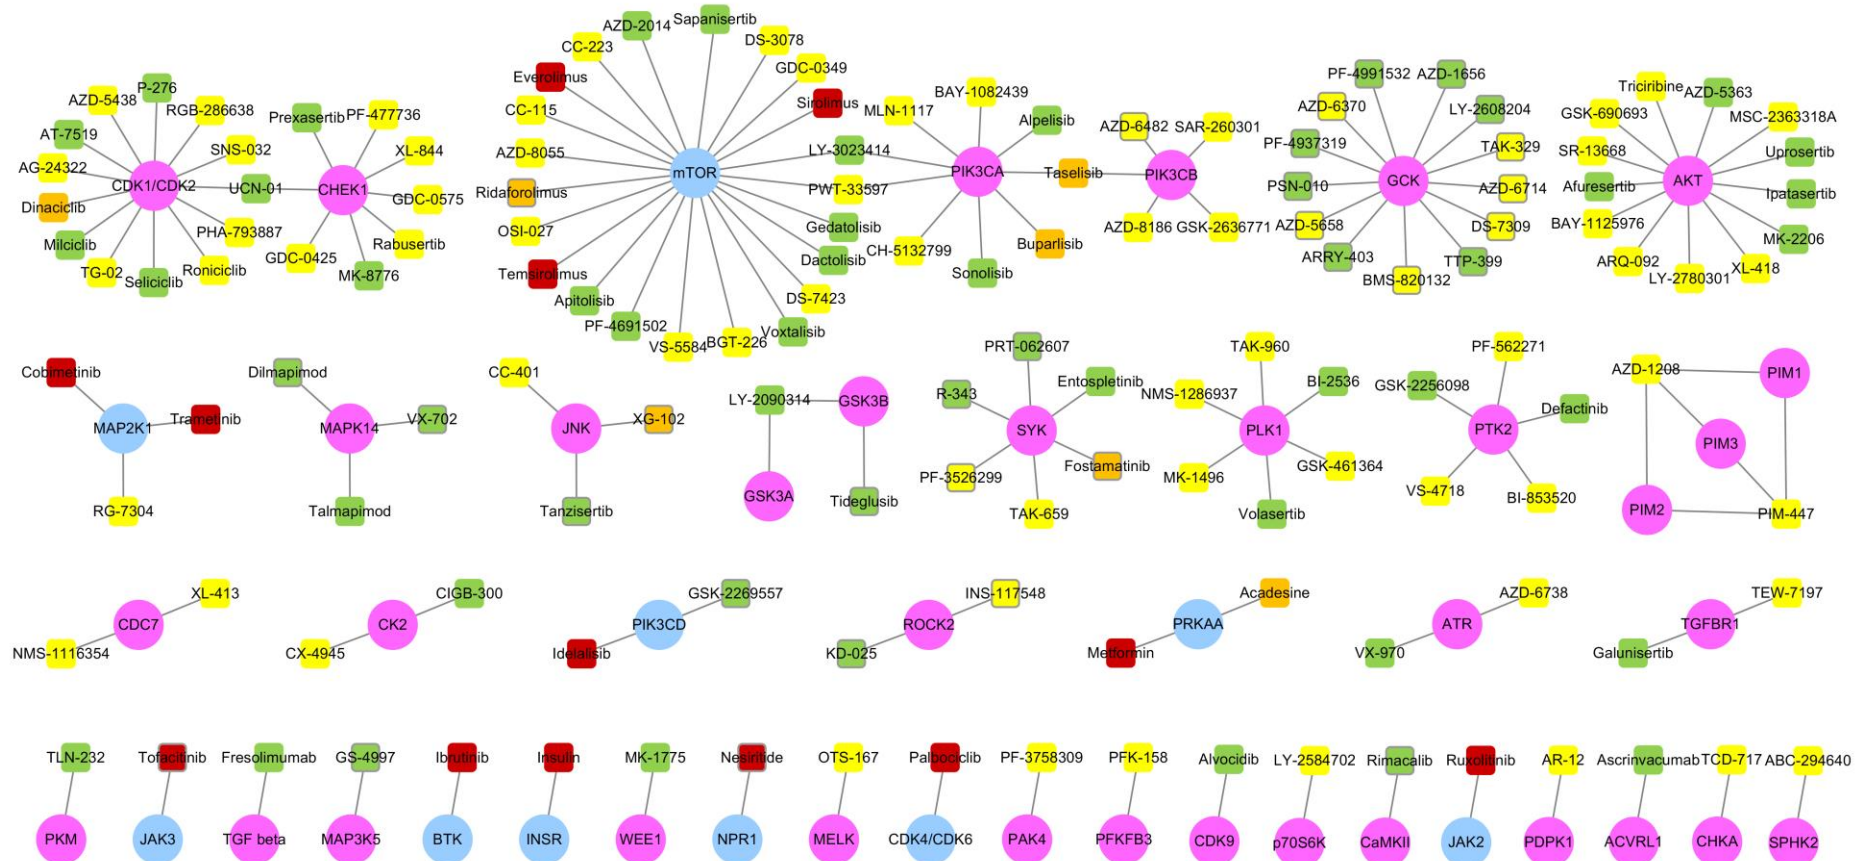 AZD-5438
P-276
RGB-286638
AT-7519
SNS-032
AG-24322
CDK1/CDK2
UCN-01
Dinaciclib
Milciclib
PHA-793887
TG-02
Seliciclib
Roniciclib
Prexasertib
PF-477736
XL-844
CHEK1
GDC-0575
Rabusertib
GDC-0425
MK-8776
AZD-2014
Sapanisertib
CC-223
DS-3078
Everolimus
GDC-0349
CC-115
Sirolimus
AZD-8055
LY-3023414
mTOR
Ridaforolimus
PWT-33597
OSI-027
Gedatolisib
Temsirolimus
Dactolisib
Apitolisib
DS-7423
PF-4691502
Voxtalisib
VS-5584
BGT-226
BAY-1082439
MLN-1117
Alpelisib
PIK3CA
Taselisib
CH-5132799
Buparlisib
Sonolisib
AZD-6482
SAR-260301
PIK3CB
AZD-8186
GSK-2636771
PF-4991532
AZD-1656
AZD-6370
LY-2608204
PF-4937319
TAK-329
GCK
PSN-010
AZD-6714
AZD-5658
DS-7309
ARRY-403
TTP-399
BMS-820132
Triciribine
AZD-5363
GSK-690693
MSC-2363318A
SR-13668
Uprosertib
AKT
Afuresertib
Ipatasertib
BAY-1125976
MK-2206
ARQ-092
XL-418
LY-2780301
Cobimetinib
MAP2K1
Trametinib
RG-7304
Dilmapimod
MAPK14
VX-702
Talmapimod
CC-401
JNK
XG-102
Tanzisertib
LY-2090314
GSK3B
GSK3A
Tideglusib
PRT-062607
R-343
Entospletinib
SYK
PF-3526299
Fostamatinib
TAK-659
TAK-960
NMS-1286937
BI-2536
PLK1
MK-1496
GSK-461364
Volasertib
PF-562271
GSK-2256098
Defactinib
PTK2
VS-4718
BI-853520
AZD-1208
PIM1
PIM3
PIM2
PIM-447
XL-413
CDC7
NMS-1116354
CIGB-300
CK2
CX-4945
GSK-2269557
PIK3CD
Idelalisib
INS-117548
ROCK2
KD-025
Acadesine
PRKAA
Metformin
AZD-6738
ATR
VX-970
TEW-7197
TGFBR1
Galunisertib
TLN-232
Tofacitinib
Fresolimumab
GS-4997
Ibrutinib
Insulin
MK-1775
Nesiritide
OTS-167
Palbociclib
PF-3758309
PFK-158
Alvocidib
LY-2584702
Rimacalib
Ruxolitinib
AR-12
Ascrinvacumab
TCD-717
ABC-294640
PKM
JAK3
TGF beta
MAP3K5
BTK
INSR
WEE1
NPR1
MELK
CDK4/CDK6
PAK4
PFKFB3
CDK9
p70S6K
CaMKII
JAK2
PDPK1
ACVRL1
CHKA
SPHK2